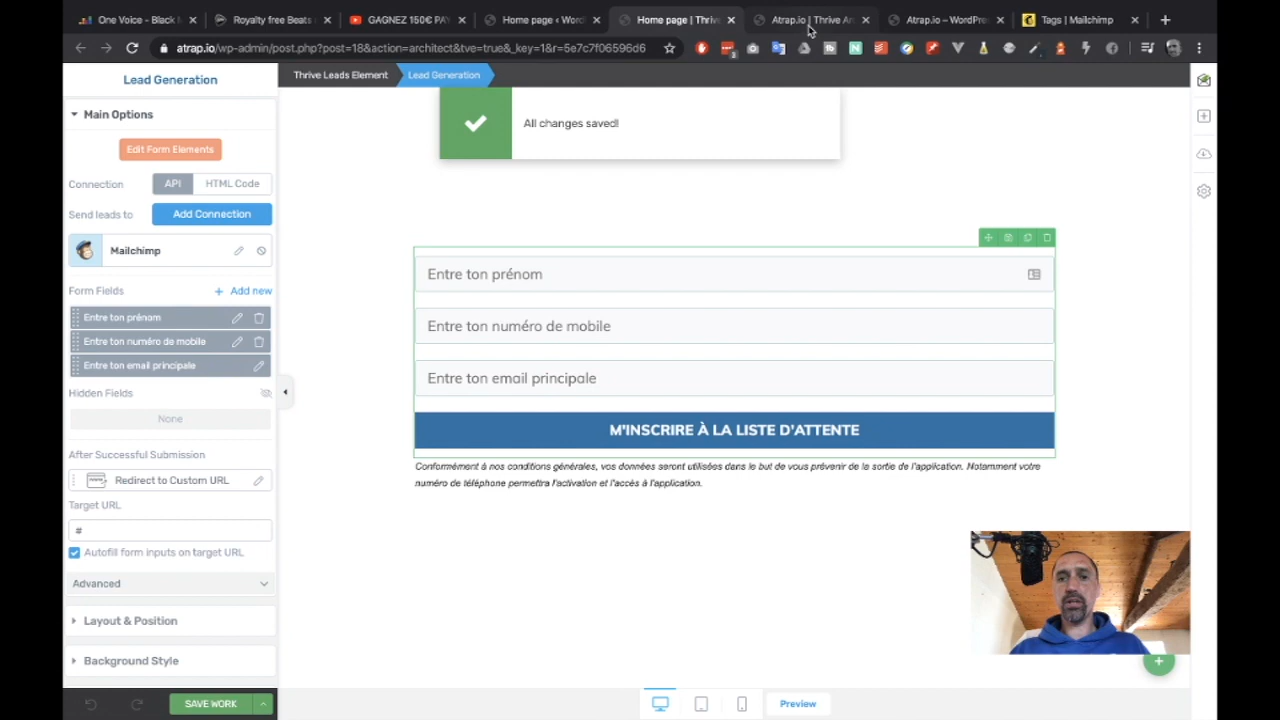 One Voice - Black M
Royalty free Beats
GAGNEZ 150€ PAY
Home page ‹ Word
Home page | Thrive
Atrap.io | Thrive Arc
Atrap.io – WordPres
Tags | Mailchimp
atrap.io/wp-admin/post.php?post=18&action=architect&tve=true&_key=1&r=5e7c7f06596d6
Lead Generation
Thrive Leads Element
Lead Generation
Main Options
All changes saved!
Edit Form Elements
Connection
API
HTML Code
Send leads to
Add Connection
Mailchimp
Form Fields
+ Add new
Entre ton prénom
Entre ton numéro de mobile
Entre ton email principale
Hidden Fields
None
After Successful Submission
Redirect to Custom URL
Target URL
#
Autofill form inputs on target URL
Advanced
Layout & Position
Background Style
SAVE WORK
Entre ton prénom
Entre ton numéro de mobile
Entre ton email principale
M'INSCRIRE À LA LISTE D'ATTENTE
Conformément à nos conditions générales, vos données seront utilisées dans le but de vous prévenir de la sortie de l'application. Notamment votre
numéro de téléphone permettra l'activation et l'accès à l'application.
Preview